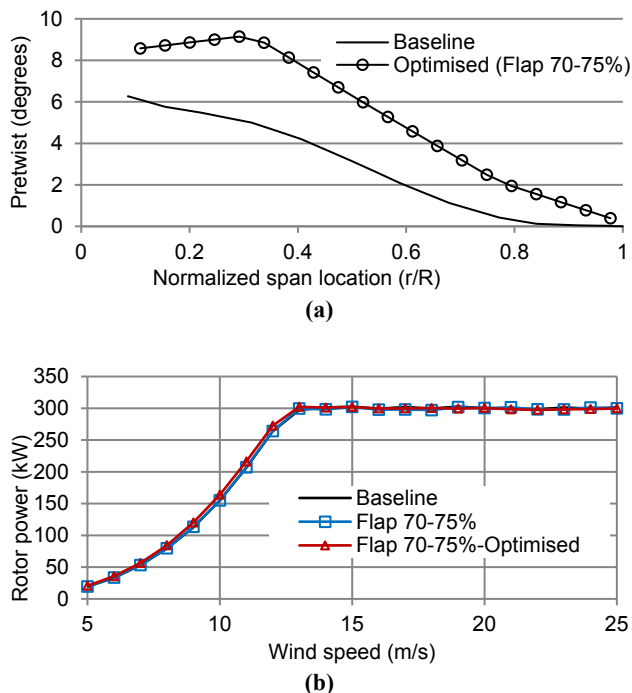 10
8
6
4
2
0
Pretwist (degrees)
Baseline
Optimised (Flap 70-75%)
0 0.2 0.4 0.6 0.8 1
Normalized span location (r/R)
(a)
350
300
250
200
150
100
50
0
Rotor power (kW)
Baseline
Flap 70-75%
Flap 70-75%-Optimised
5 10 15 20 25
Wind speed (m/s)
(b)